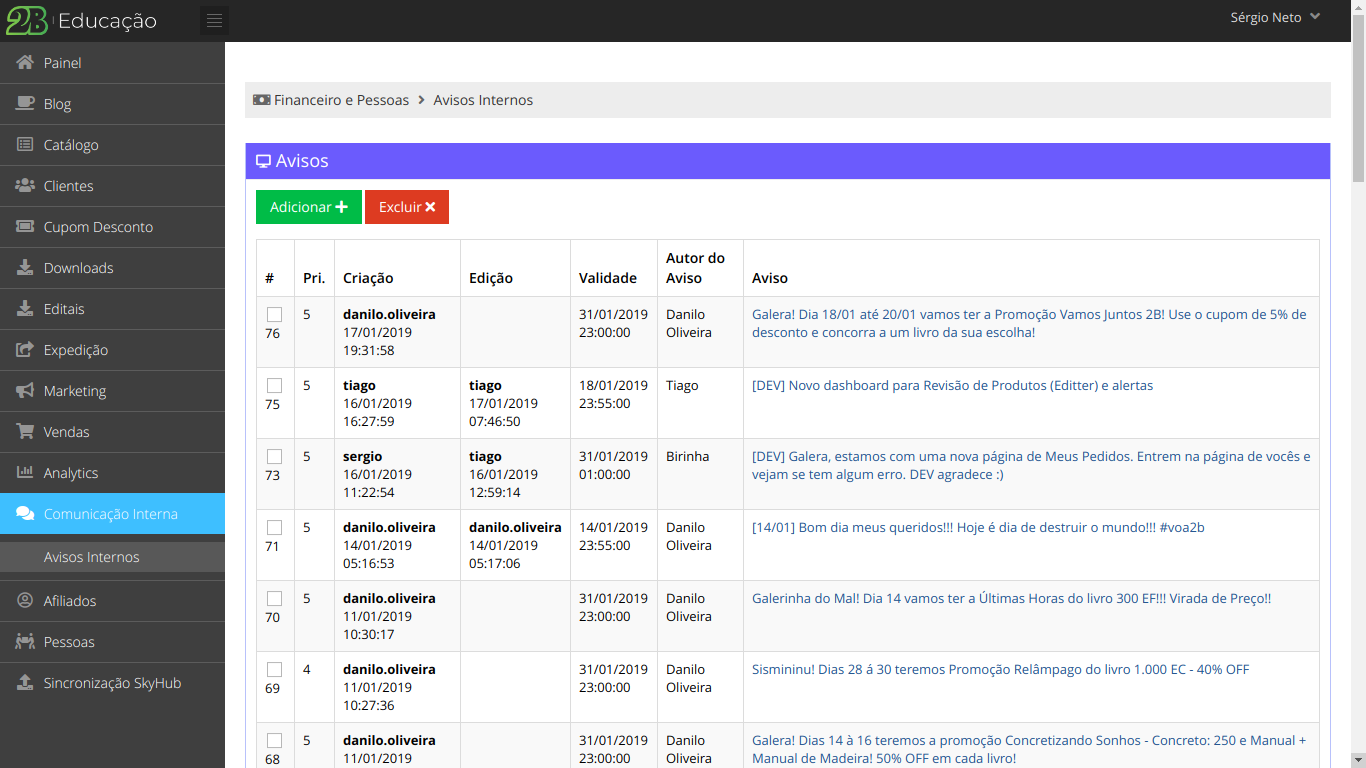 2B Educação
Sérgio Neto
Painel
Blog
Catálogo
Clientes
Cupom Desconto
Downloads
Editais
Expedição
Marketing
Vendas
Analytics
Comunicação Interna
Avisos Internos
Afiliados
Pessoas
Sincronização SkyHub
Financeiro e Pessoas > Avisos Internos
Avisos
Adicionar Excluir
# Pri. Criação Edição Validade Autor do Aviso Aviso
76 5 danilo.oliveira 17/01/2019 19:31:58 31/01/2019 23:00:00 Danilo Oliveira Galera! Dia 18/01 até 20/01 vamos ter a Promoção Vamos Juntos 2B! Use o cupom de 5% de desconto e concorra a um livro da sua escolha!
75 5 tiago 16/01/2019 16:27:59 tiago 17/01/2019 07:46:50 18/01/2019 23:55:00 Tiago [DEV] Novo dashboard para Revisão de Produtos (Editter) e alertas
73 5 sergio 16/01/2019 11:22:54 tiago 16/01/2019 12:59:14 31/01/2019 01:00:00 Birinha [DEV] Galera, estamos com uma nova página de Meus Pedidos. Entrem na página de vocês e vejam se tem algum erro. DEV agradece :)
71 5 danilo.oliveira 14/01/2019 05:16:53 danilo.oliveira 14/01/2019 05:17:06 14/01/2019 23:55:00 Danilo Oliveira [14/01] Bom dia meus queridos!!! Hoje é dia de destruir o mundo!!! #voa2b
70 5 danilo.oliveira 11/01/2019 10:30:17 31/01/2019 23:00:00 Danilo Oliveira Galerinha do Mal! Dia 14 vamos ter a Últimas Horas do livro 300 EF!!! Virada de Preço!!
69 4 danilo.oliveira 11/01/2019 10:27:36 31/01/2019 23:00:00 Danilo Oliveira Sismininu! Dias 28 á 30 teremos Promoção Relâmpago do livro 1.000 EC - 40% OFF
68 5 danilo.oliveira 11/01/2019 31/01/2019 23:00:00 Danilo Oliveira Galera! Dias 14 à 16 teremos a promoção Concretizando Sonhos - Concreto: 250 e Manual + Manual de Madeira! 50% OFF em cada livro!